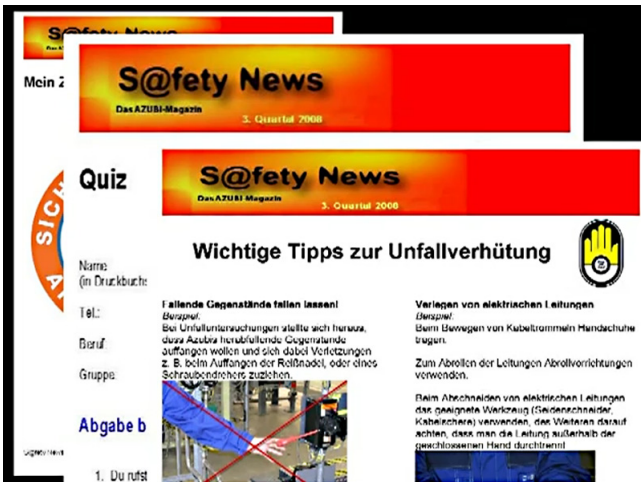 S@fety News
Mein Z
SICH
S@fety News
Das AZUBI-Magazin
3. Quartal 2008
Quiz
Name
(in Druckbuchs
Tel.:
Beruf:
Gruppe:
Abgabe b
1. Du rufst
S@fety News
Das AZUBI-Magazin
3. Quartal 2008
Wichtige Tipps zur Unfallverhütung
Fallende Gegenstände fallen lassen!
Beispiel:
Bei Unfalluntersuchungen stellte sich heraus,
dass Azubis herabfallende Gegenstände
auffangen wollen und sich dabei Verletzungen
z. B. beim Auffangen der Reißnadel, oder eines
Schraubendrehers zuziehen.
Verlegen von elektrischen Leitungen
Beispiel:
Beim Bewegen von Kabeltrommeln Handschuhe
tragen.
Zum Abrollen der Leitungen Abrollvorrichtungen
verwenden.
Beim Abschneiden von elektrischen Leitungen
das geeignete Werkzeug (Seidenschneider,
Kabelschere) verwenden, des Weiteren darauf
achten, dass man die Leitung außerhalb der
geschlossenen Hand durchtrennt